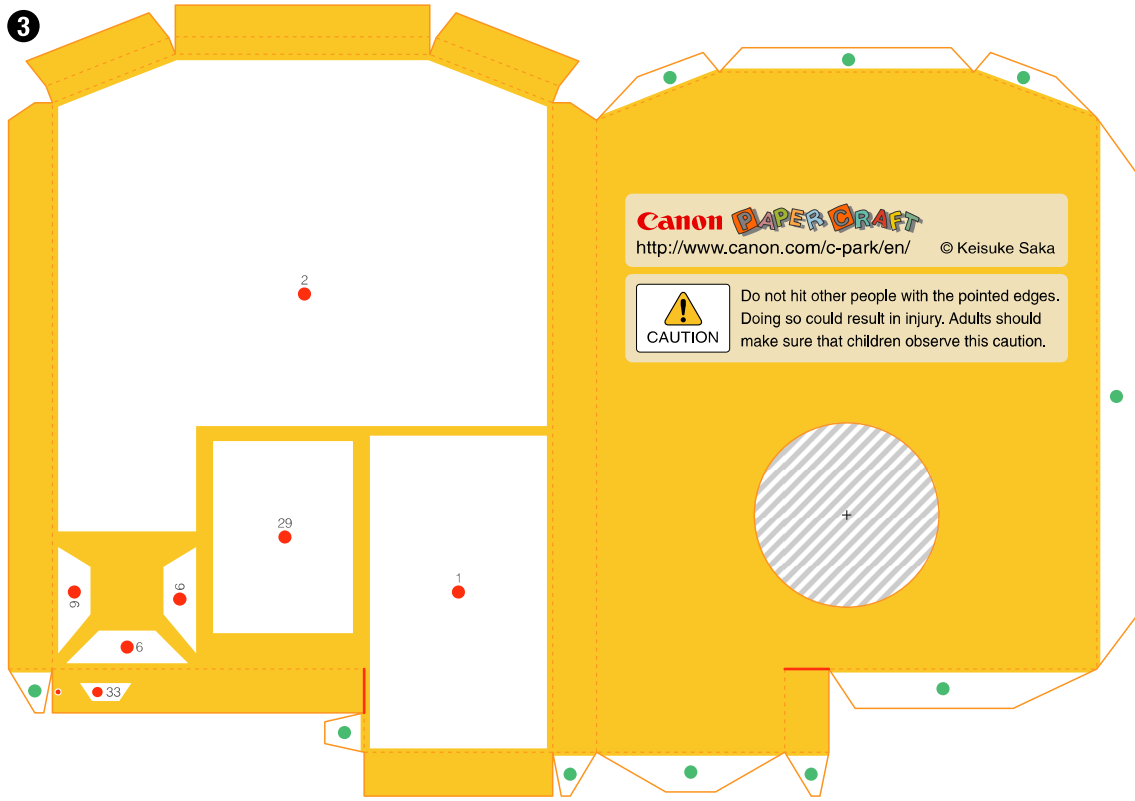 3
Canon PAPER CRAFT
http://www.canon.com/c-park/en/ © Keisuke Saka
CAUTION
Do not hit other people with the pointed edges.
Doing so could result in injury. Adults should
make sure that children observe this caution.
2
29
1
6
6
6
33